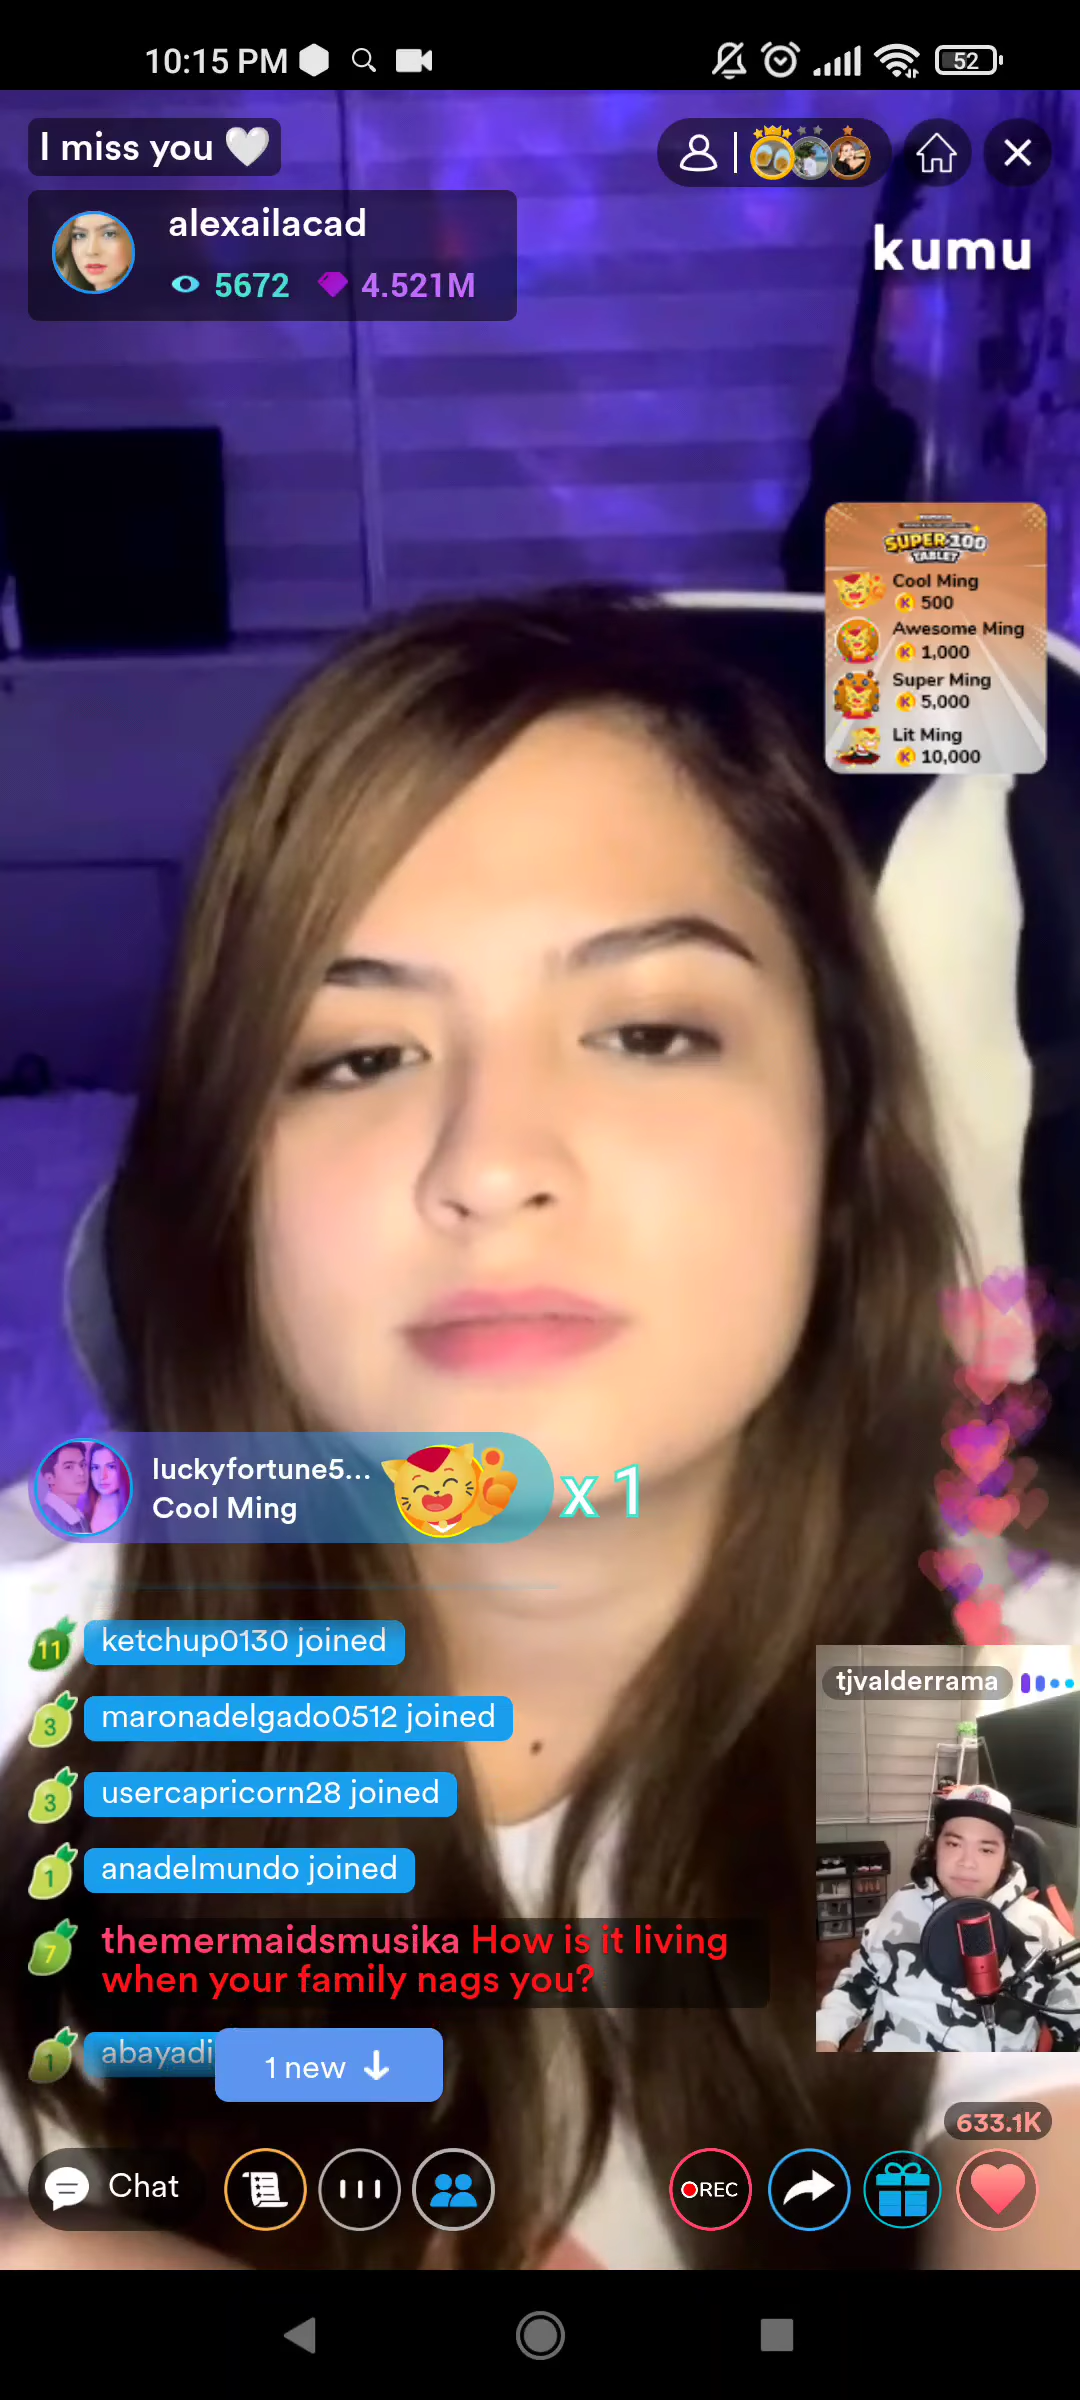 10:15 PM
52
I miss you 🤍
alexailacad
5672 4.521M
kumu
SUPER 100
TABLET
Cool Ming
K 500
Awesome Ming
K 1,000
Super Ming
K 5,000
Lit Ming
K 10,000
luckyfortune5...
Cool Ming
x 1
11 ketchup0130 joined
3 maronadelgado0512 joined
3 usercapricorn28 joined
1 anadelmundo joined
7 themermaidsmusika How is it living
when your family nags you?
1 abayadi
1 new ↓
tjvalderrama
633.1K
Chat
REC